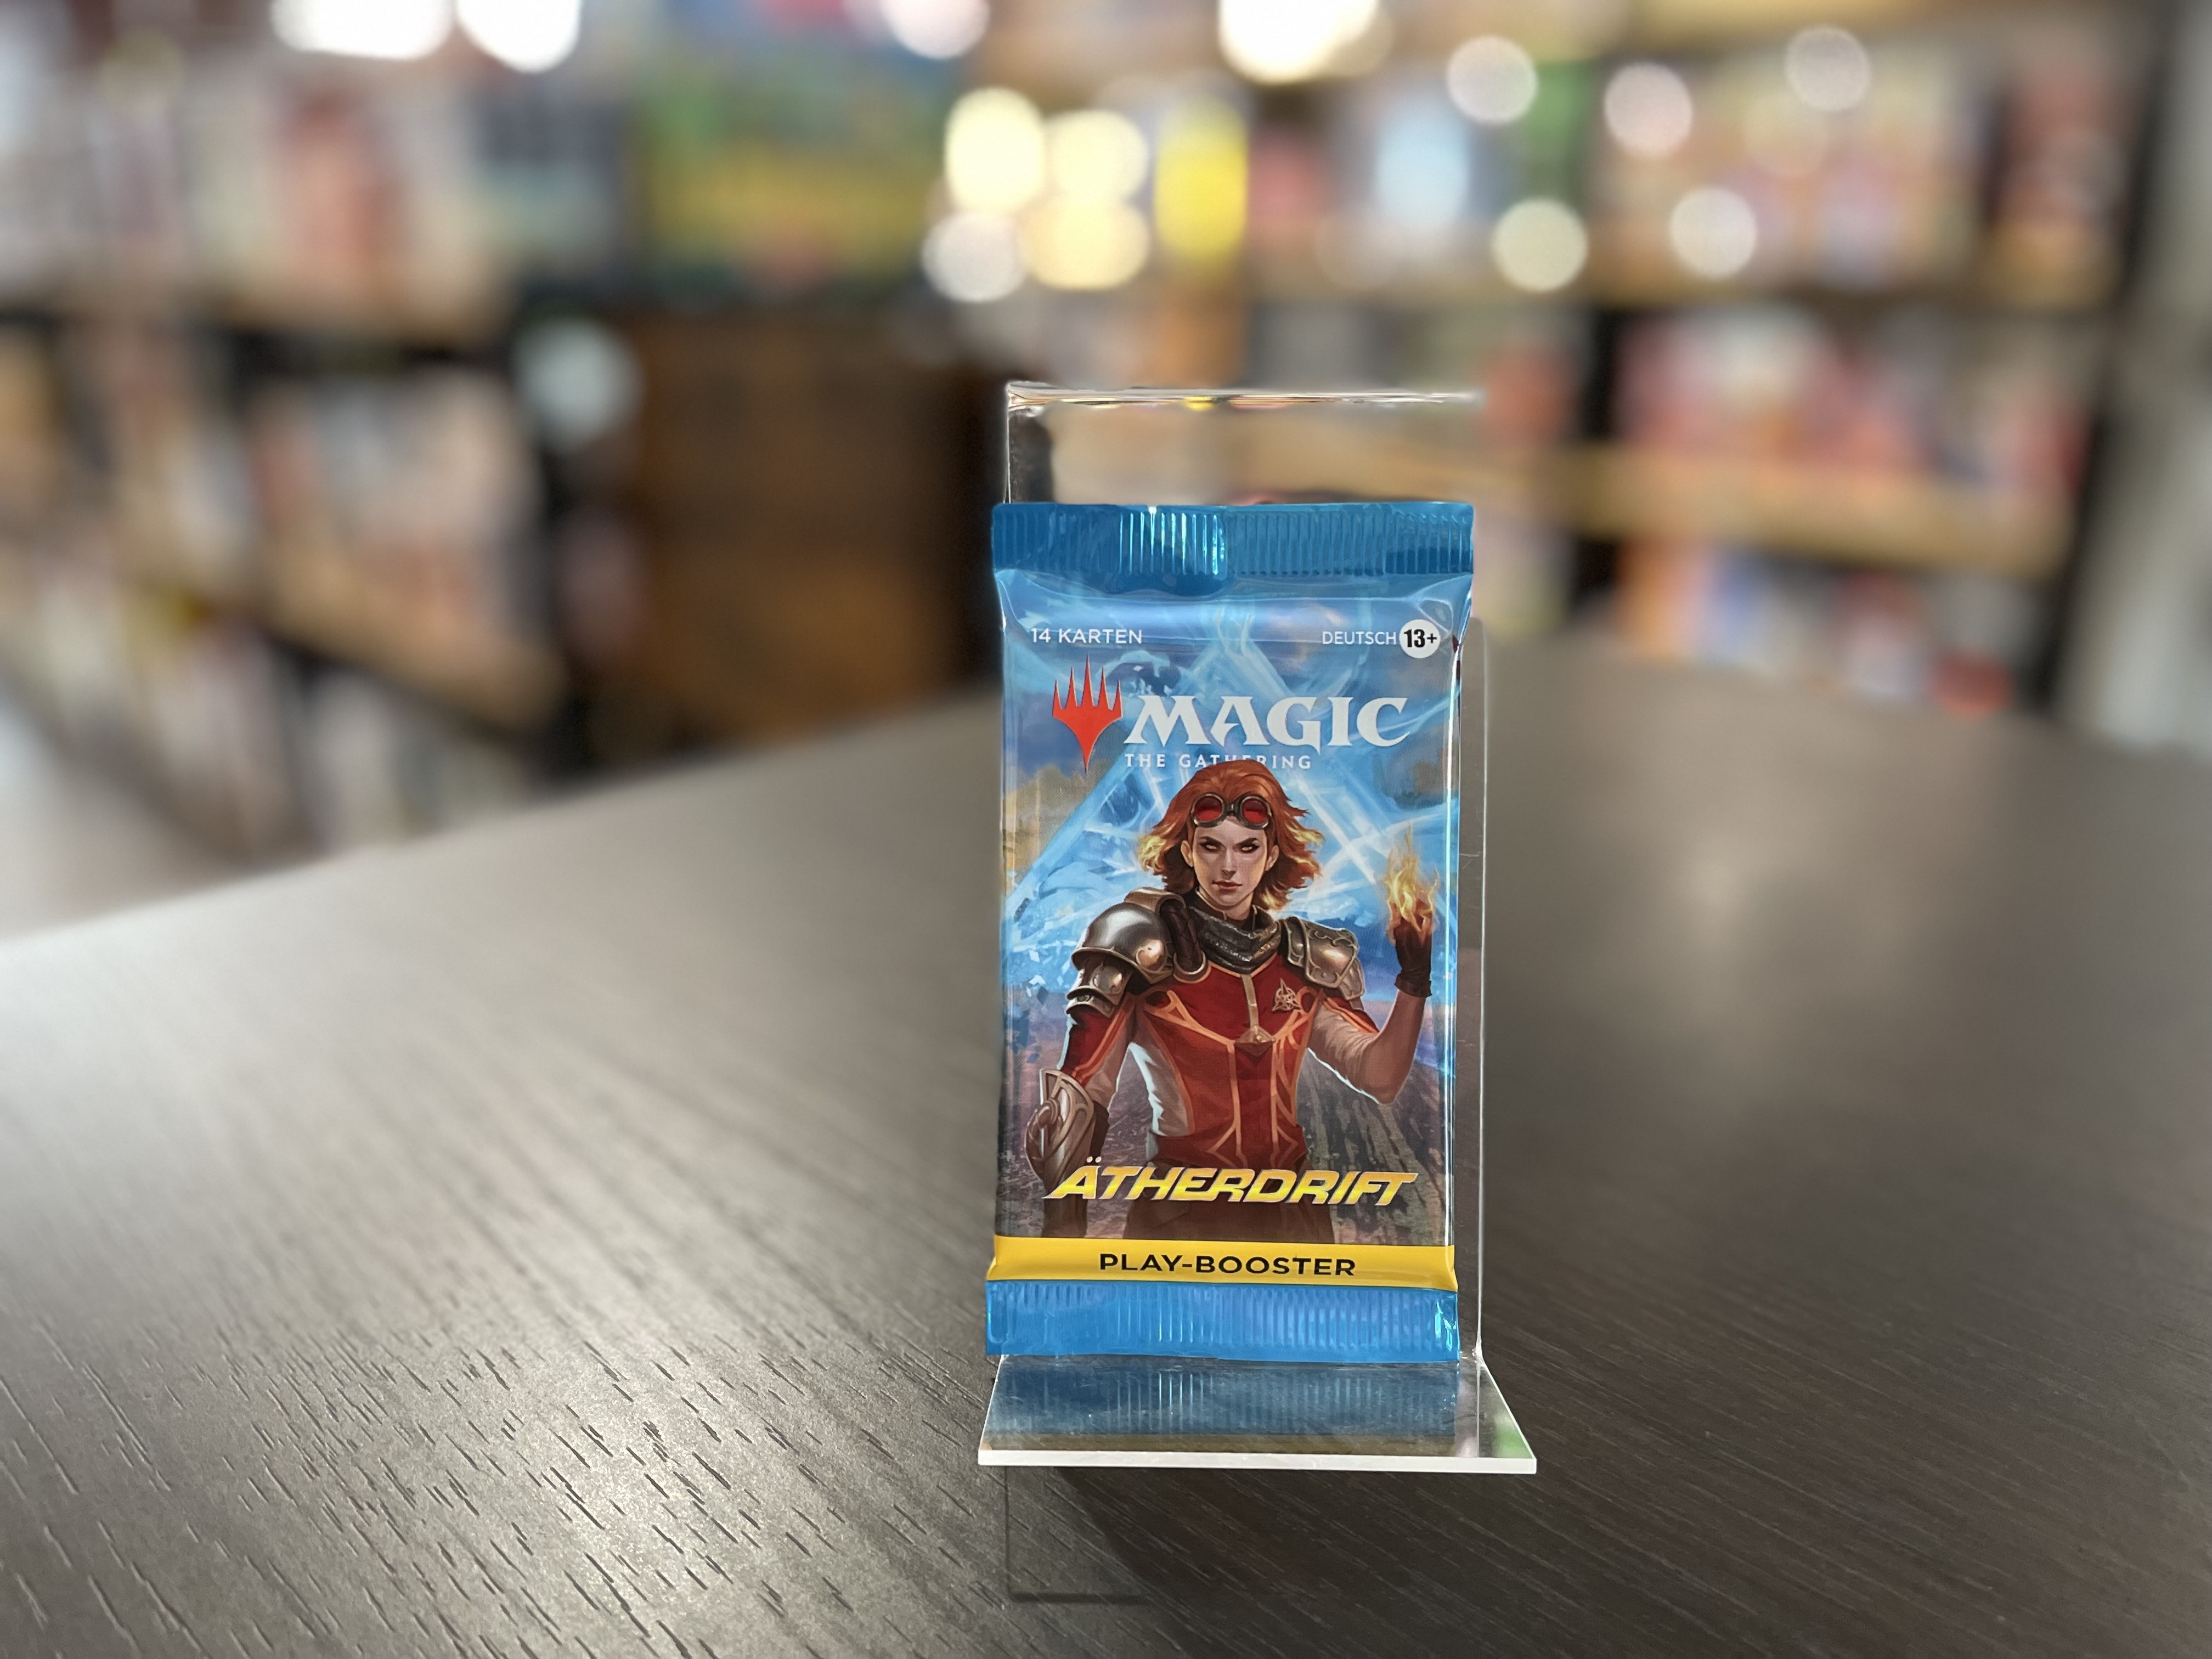 14 KARTEN
DEUTSCH 13+
MAGIC
THE GATHERING
ÄTHERDRIFT
PLAY-BOOSTER